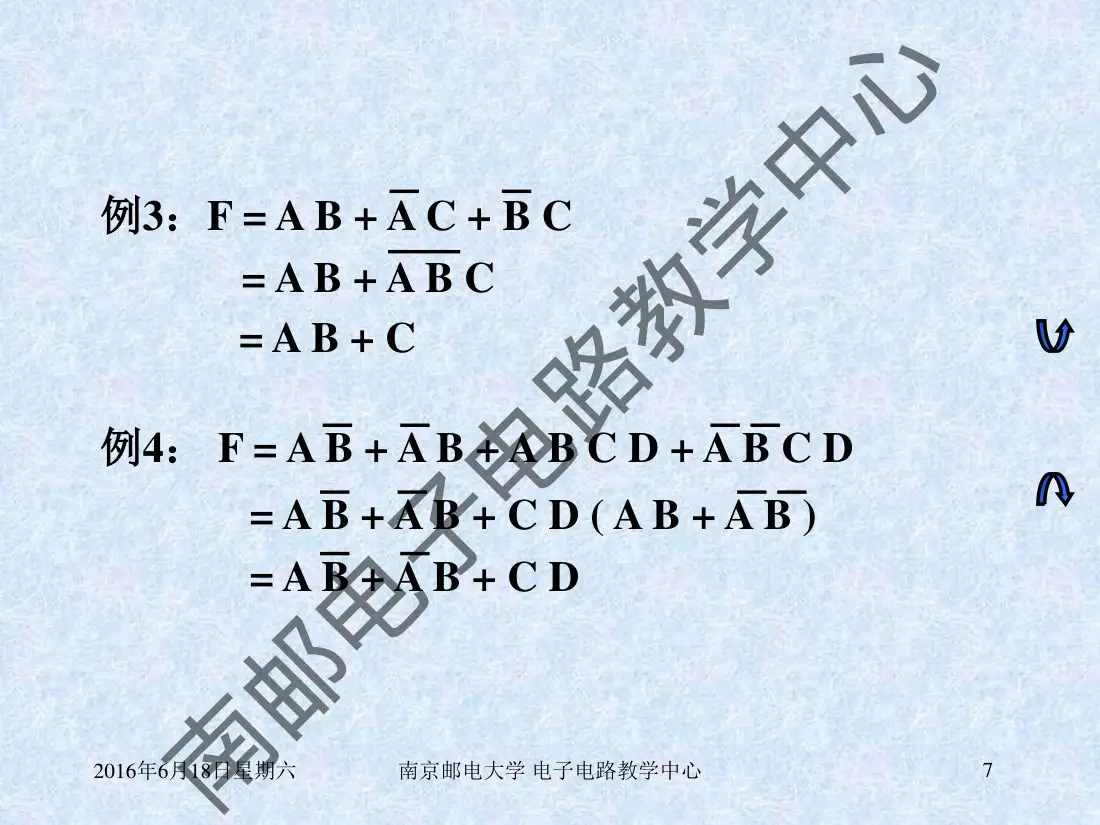 例3：F = A B + A̅ C + B̅ C
= A B + A̅ ̅B̅ C
= A B + C
例4： F = A B̅ + A̅ B + A B C D + A̅ B̅ C D
= A B̅ + A̅ B + C D ( A B + A̅ B̅ )
= A B̅ + A̅ B + C D
南邮电子电路教学中心
2016年6月18日星期六 南京邮电大学 电子电路教学中心 7